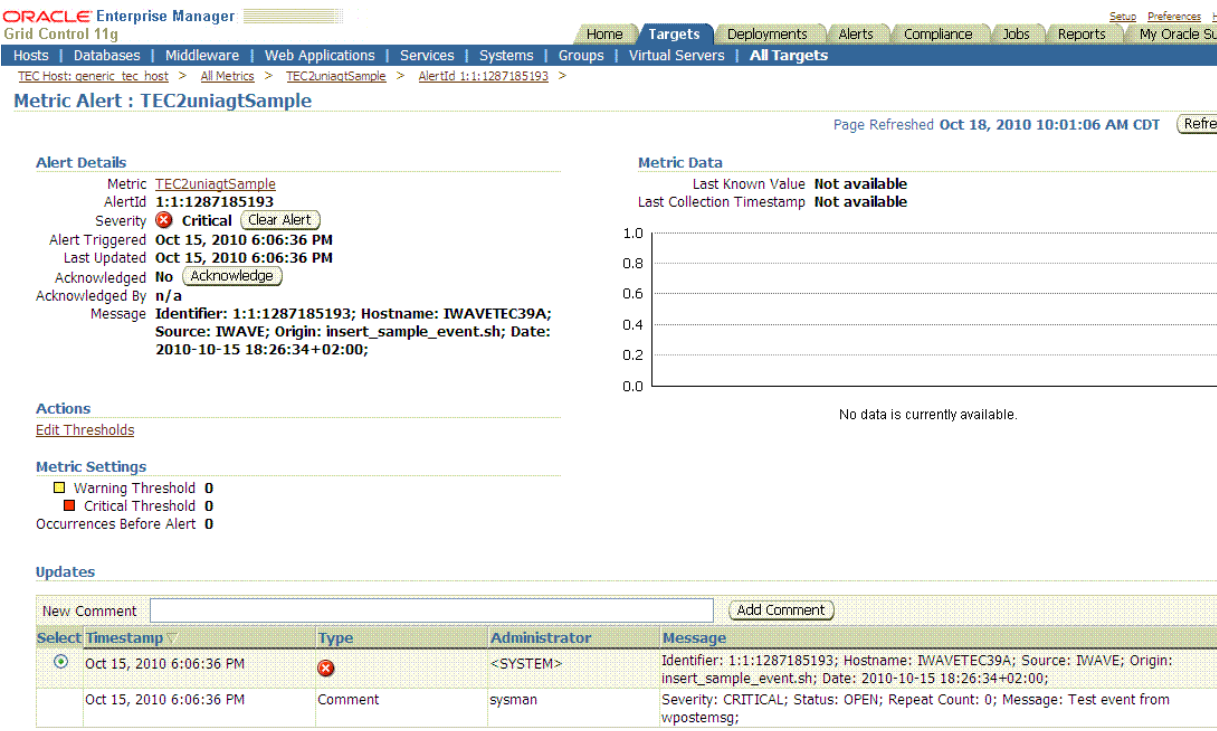 ORACLE Enterprise Manager
Grid Control 11g
Setup Preferences
Home Targets Deployments Alerts Compliance Jobs Reports My Oracle Su
Hosts | Databases | Middleware | Web Applications | Services | Systems | Groups | Virtual Servers | All Targets
TEC Host: generic_tec_host > All Metrics > TEC2uniagtSample > AlertId 1:1:1287185193 >
Metric Alert : TEC2uniagtSample
Page Refreshed Oct 18, 2010 10:01:06 AM CDT Refre
Alert Details
Metric TEC2uniagtSample
AlertId 1:1:1287185193
Severity Critical Clear Alert
Alert Triggered Oct 15, 2010 6:06:36 PM
Last Updated Oct 15, 2010 6:06:36 PM
Acknowledged No Acknowledge
Acknowledged By n/a
Message Identifier: 1:1:1287185193; Hostname: IWAVETEC39A;
Source: IWAVE; Origin: insert_sample_event.sh; Date:
2010-10-15 18:26:34+02:00;
Metric Data
Last Known Value Not available
Last Collection Timestamp Not available
1.0
0.8
0.6
0.4
0.2
0.0
No data is currently available.
Actions
Edit Thresholds
Metric Settings
Warning Threshold 0
Critical Threshold 0
Occurrences Before Alert 0
Updates
New Comment Add Comment
Select Timestamp Type Administrator Message
Oct 15, 2010 6:06:36 PM <SYSTEM> Identifier: 1:1:1287185193; Hostname: IWAVETEC39A; Source: IWAVE; Origin:
insert_sample_event.sh; Date: 2010-10-15 18:26:34+02:00;
Oct 15, 2010 6:06:36 PM Comment sysman Severity: CRITICAL; Status: OPEN; Repeat Count: 0; Message: Test event from
wpostemsg;